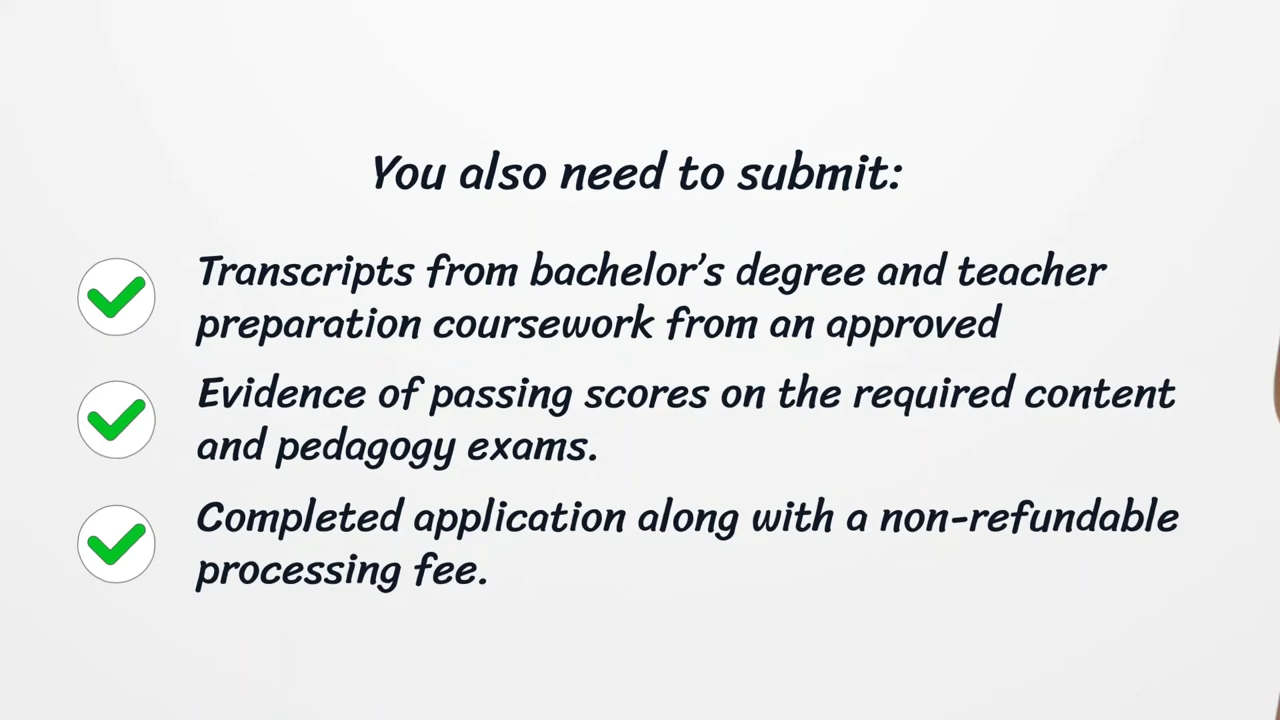 You also need to submit:
Transcripts from bachelor's degree and teacher
preparation coursework from an approved
Evidence of passing scores on the required content
and pedagogy exams.
Completed application along with a non-refundable
processing fee.